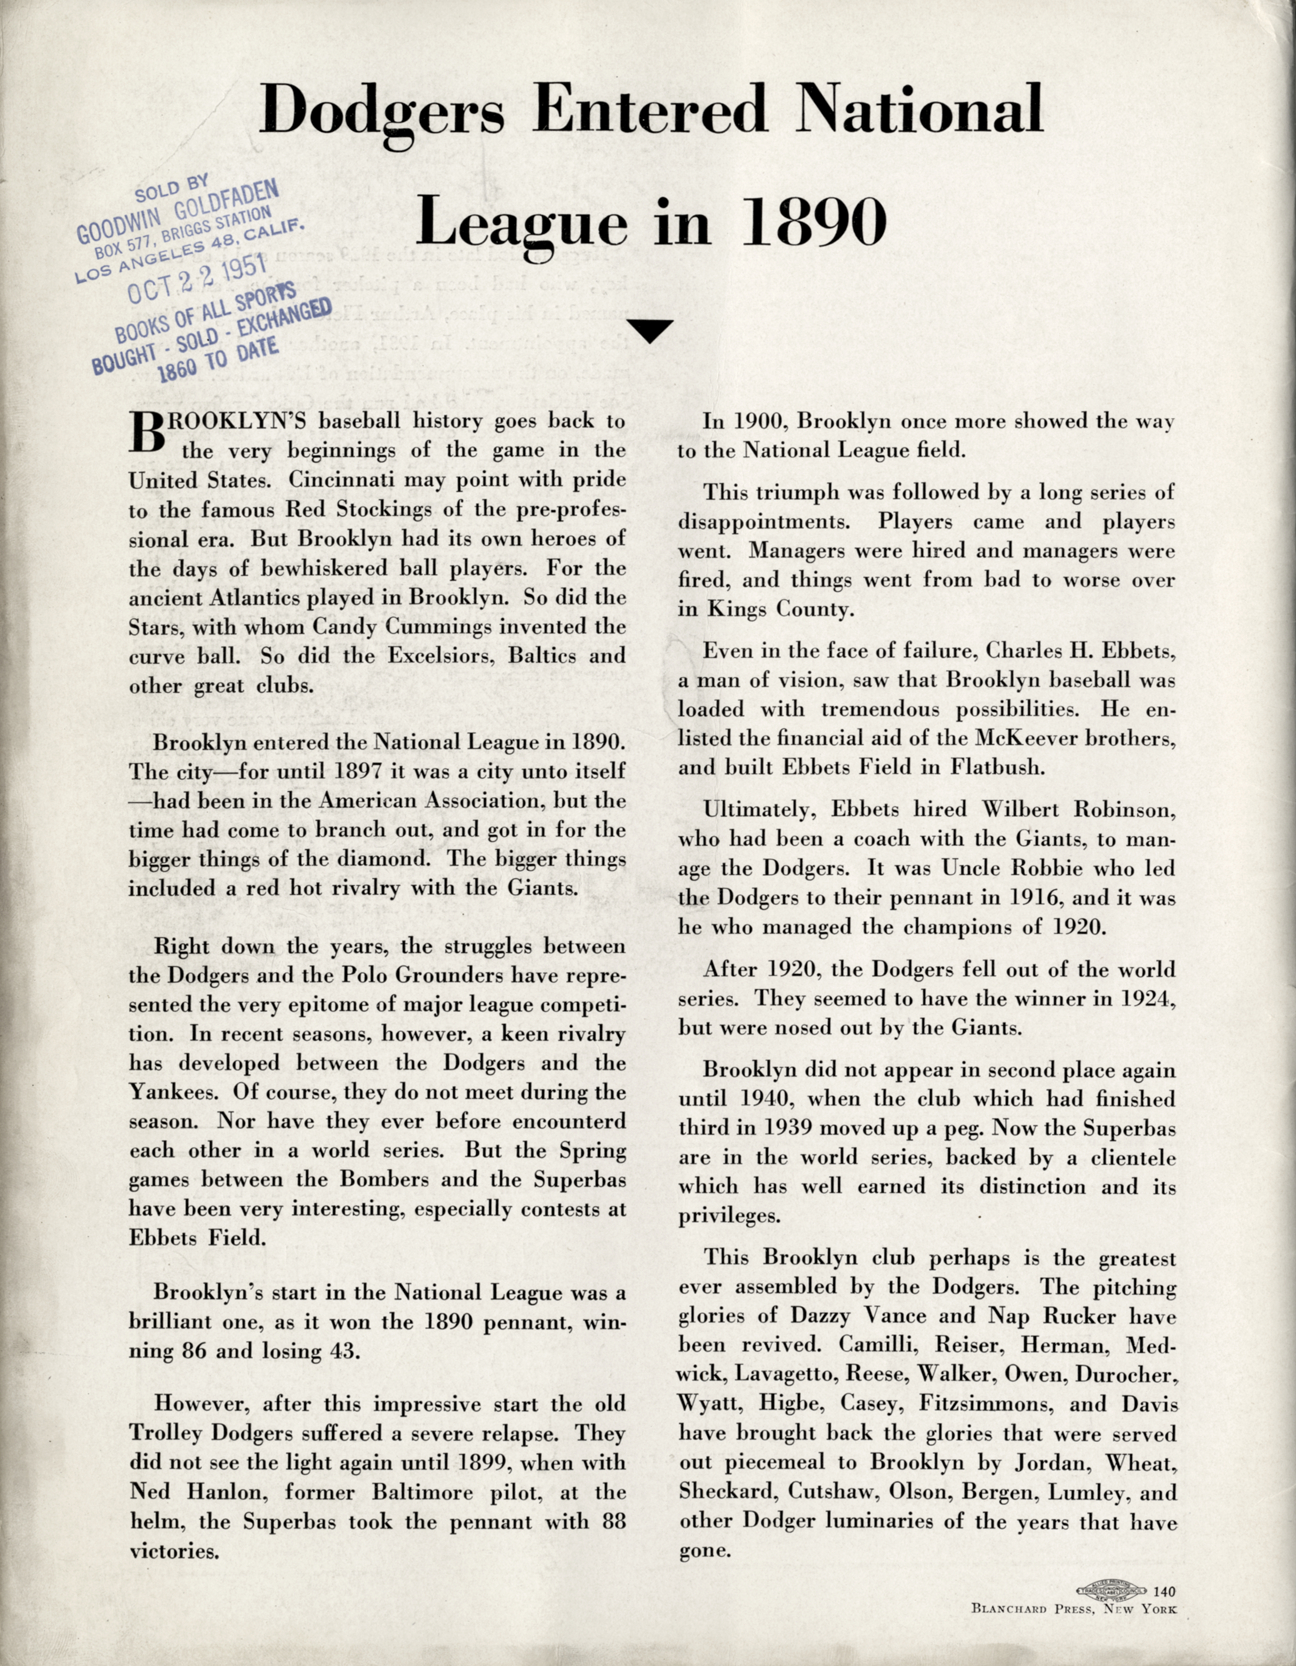 Dodgers Entered National
League in 1890
SOLD BY
GOODWIN GOLDFADEN
BOX 577, BRIGGS STATION
LOS ANGELES 48, CALIF.
OCT 22 1951
BOOKS OF ALL SPORTS
BOUGHT - SOLD - EXCHANGED
1860 TO DATE
BROOKLYN'S baseball history goes back to
the very beginnings of the game in the
United States. Cincinnati may point with pride
to the famous Red Stockings of the pre-profes-
sional era. But Brooklyn had its own heroes of
the days of bewhiskered ball players. For the
ancient Atlantics played in Brooklyn. So did the
Stars, with whom Candy Cummings invented the
curve ball. So did the Excelsiors, Baltics and
other great clubs.
Brooklyn entered the National League in 1890.
The city—for until 1897 it was a city unto itself
—had been in the American Association, but the
time had come to branch out, and got in for the
bigger things of the diamond. The bigger things
included a red hot rivalry with the Giants.
Right down the years, the struggles between
the Dodgers and the Polo Grounders have repre-
sented the very epitome of major league competi-
tion. In recent seasons, however, a keen rivalry
has developed between the Dodgers and the
Yankees. Of course, they do not meet during the
season. Nor have they ever before encounterd
each other in a world series. But the Spring
games between the Bombers and the Superbas
have been very interesting, especially contests at
Ebbets Field.
Brooklyn's start in the National League was a
brilliant one, as it won the 1890 pennant, win-
ning 86 and losing 43.
However, after this impressive start the old
Trolley Dodgers suffered a severe relapse. They
did not see the light again until 1899, when with
Ned Hanlon, former Baltimore pilot, at the
helm, the Superbas took the pennant with 88
victories.
In 1900, Brooklyn once more showed the way
to the National League field.
This triumph was followed by a long series of
disappointments. Players came and players
went. Managers were hired and managers were
fired, and things went from bad to worse over
in Kings County.
Even in the face of failure, Charles H. Ebbets,
a man of vision, saw that Brooklyn baseball was
loaded with tremendous possibilities. He en-
listed the financial aid of the McKeever brothers,
and built Ebbets Field in Flatbush.
Ultimately, Ebbets hired Wilbert Robinson,
who had been a coach with the Giants, to man-
age the Dodgers. It was Uncle Robbie who led
the Dodgers to their pennant in 1916, and it was
he who managed the champions of 1920.
After 1920, the Dodgers fell out of the world
series. They seemed to have the winner in 1924,
but were nosed out by the Giants.
Brooklyn did not appear in second place again
until 1940, when the club which had finished
third in 1939 moved up a peg. Now the Superbas
are in the world series, backed by a clientele
which has well earned its distinction and its
privileges.
This Brooklyn club perhaps is the greatest
ever assembled by the Dodgers. The pitching
glories of Dazzy Vance and Nap Rucker have
been revived. Camilli, Reiser, Herman, Med-
wick, Lavagetto, Reese, Walker, Owen, Durocher,
Wyatt, Higbe, Casey, Fitzsimmons, and Davis
have brought back the glories that were served
out piecemeal to Brooklyn by Jordan, Wheat,
Sheckard, Cutshaw, Olson, Bergen, Lumley, and
other Dodger luminaries of the years that have
gone.
140
BLANCHARD PRESS, NEW YORK